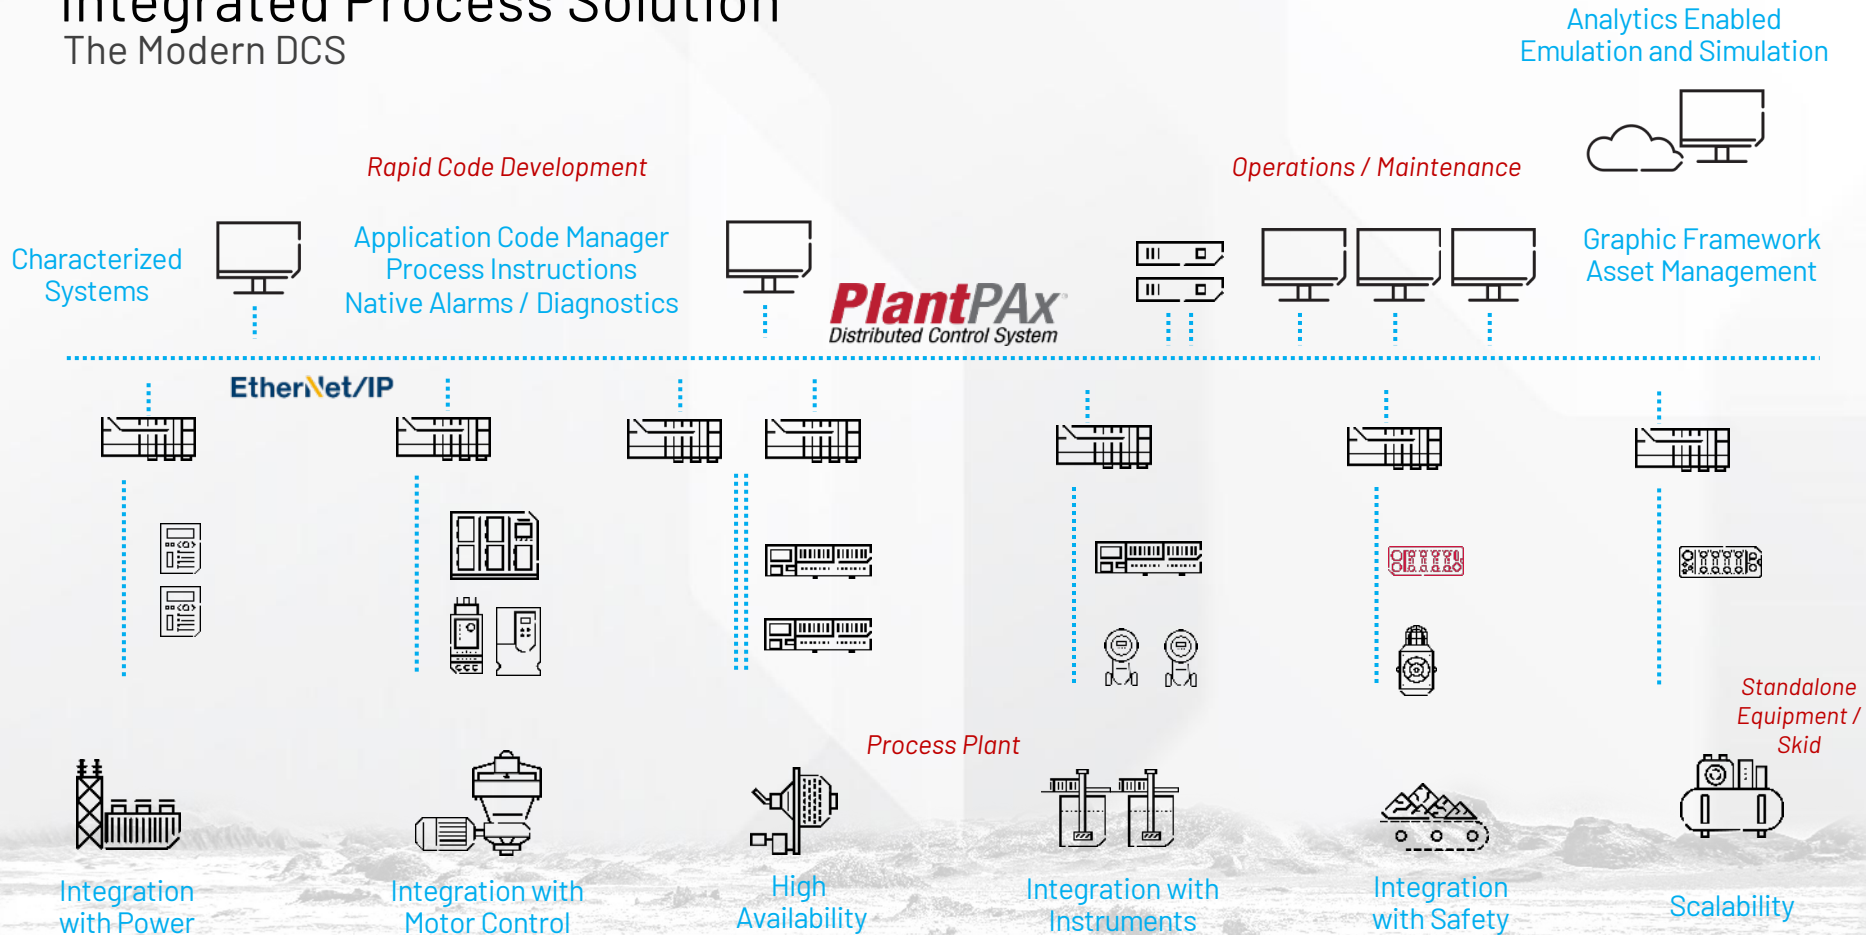 Integrated Process Solution
The Modern DCS
Analytics Enabled
Emulation and Simulation
Rapid Code Development
Operations / Maintenance
Characterized
Systems
Application Code Manager
Process Instructions
Native Alarms / Diagnostics
PlantPAx
Distributed Control System
Graphic Framework
Asset Management
EtherNet/IP
Process Plant
Standalone
Equipment /
Skid
Integration
with Power
Integration with
Motor Control
High
Availability
Integration with
Instruments
Integration
with Safety
Scalability